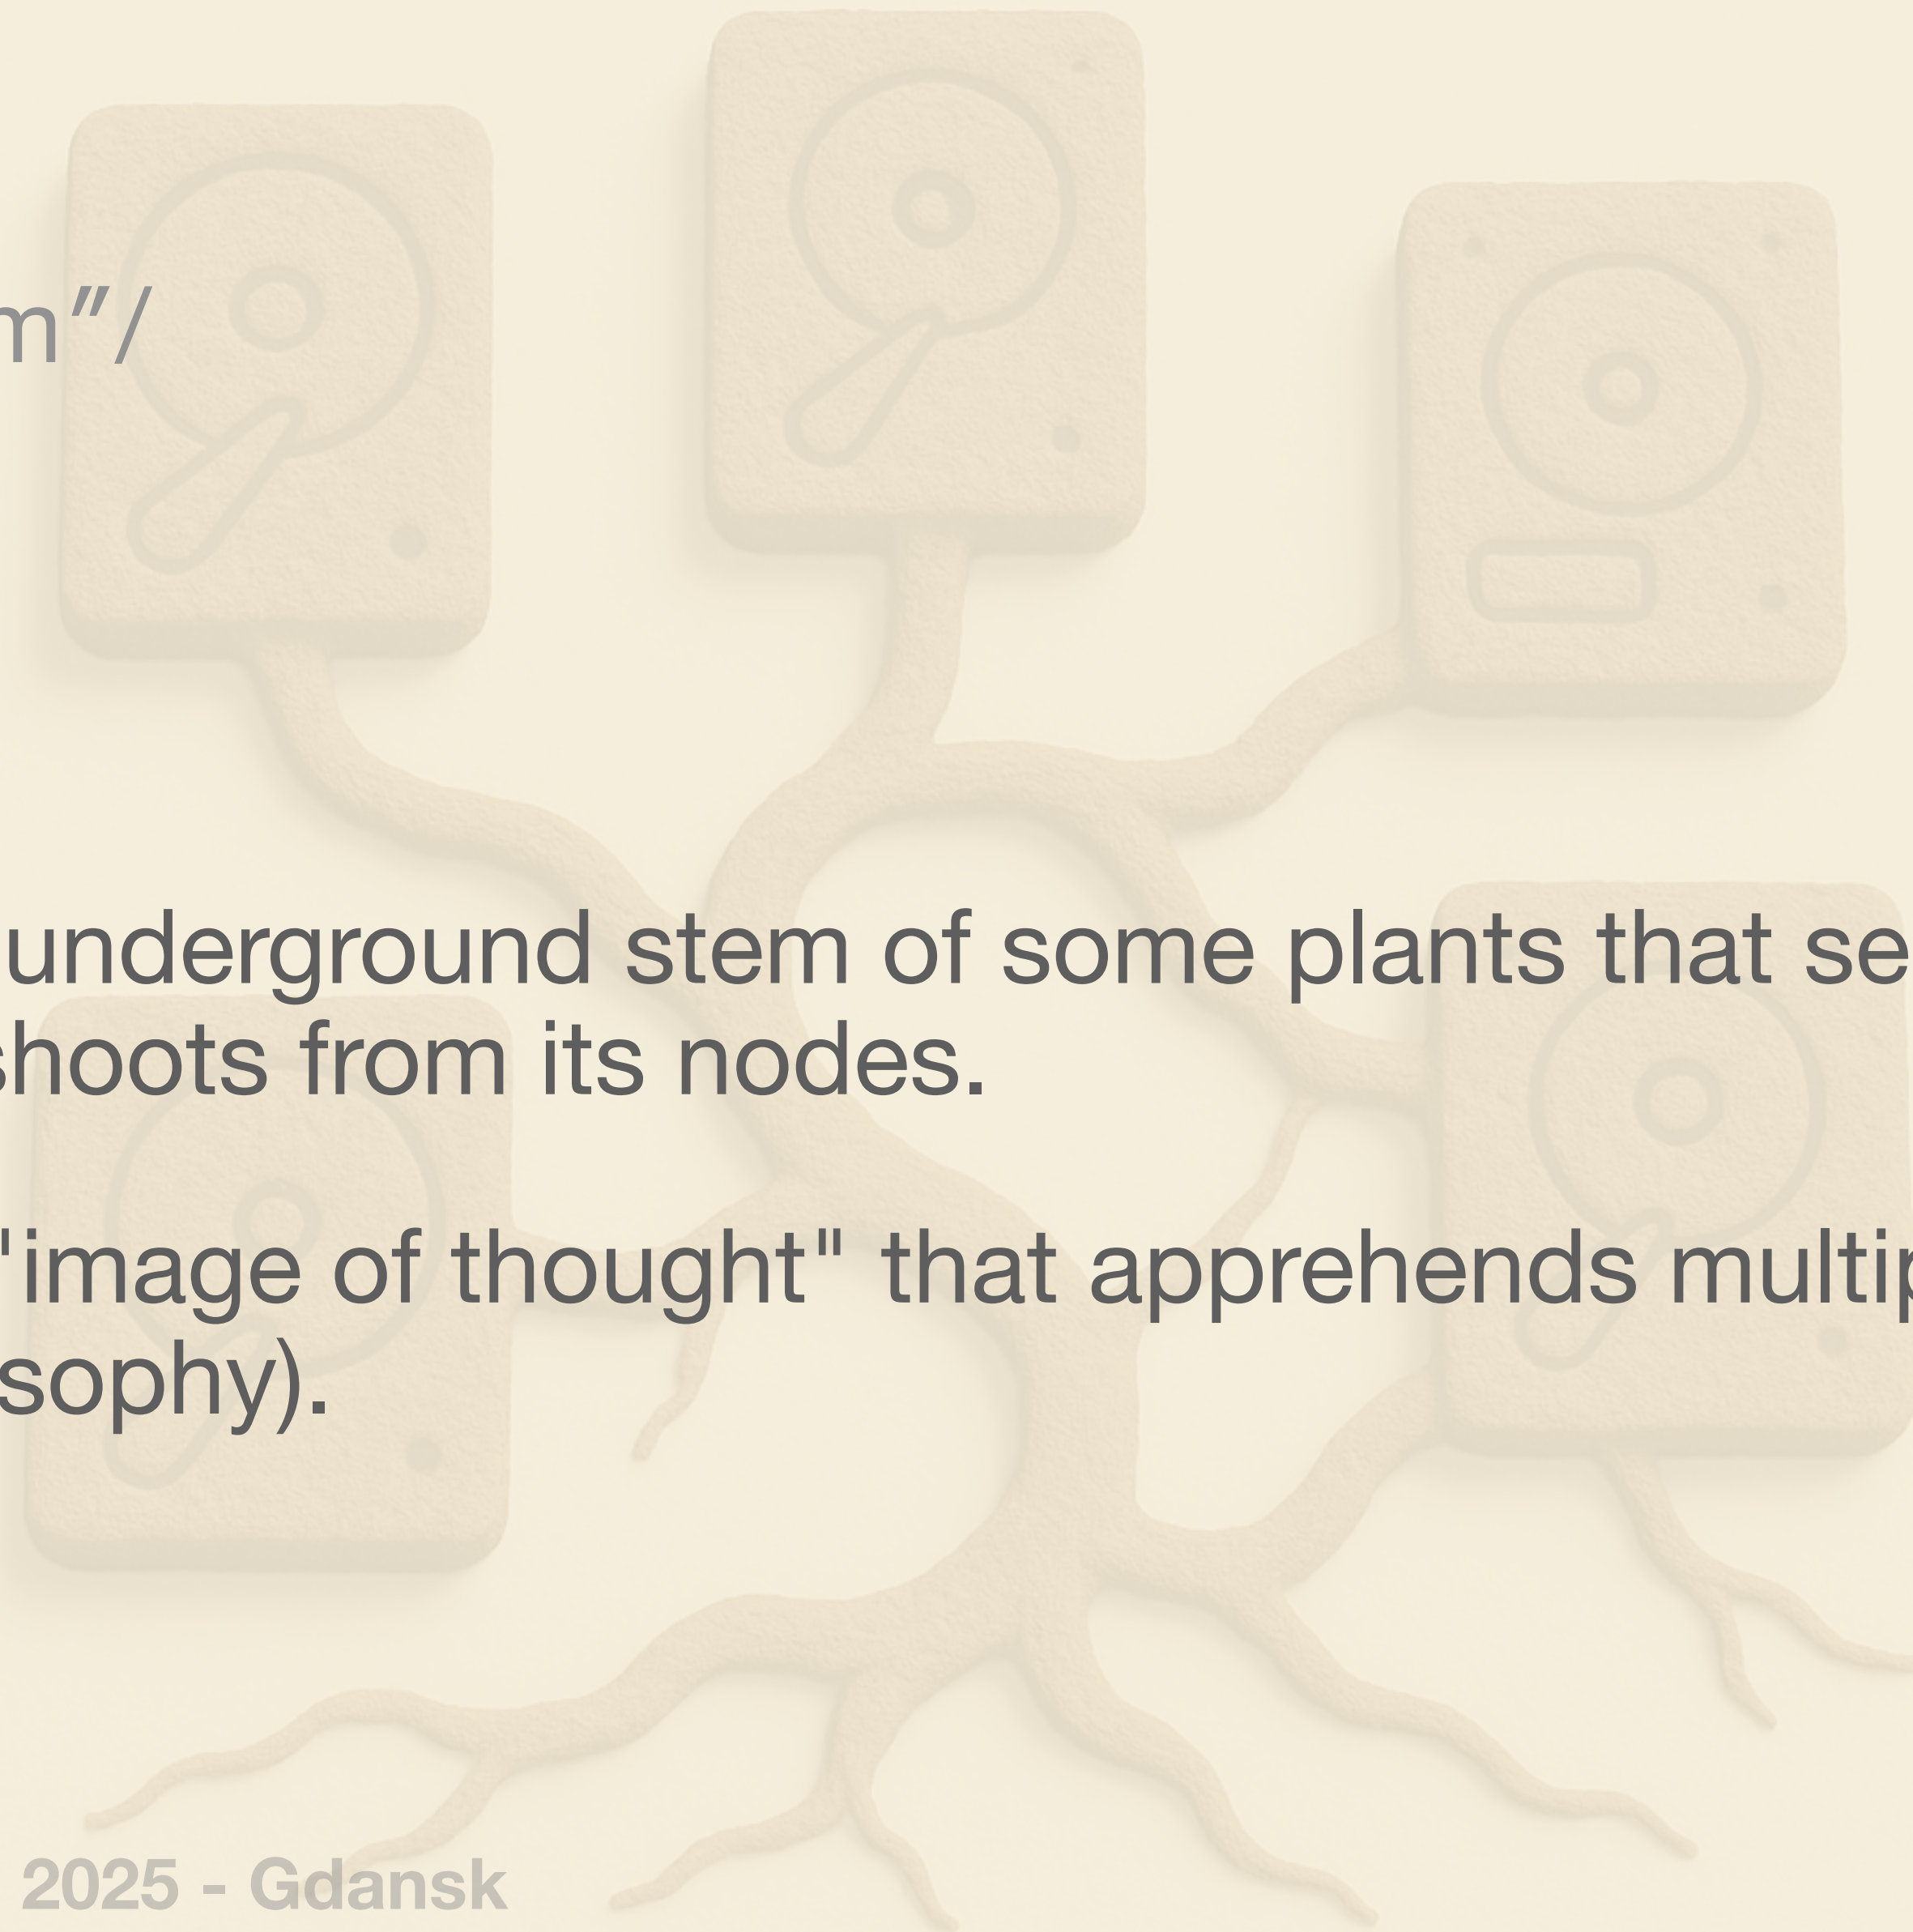 m"/
underground stem of some plants that se
shoots from its nodes.
"image of thought" that apprehends multip
sophy).
2025 - Gdansk